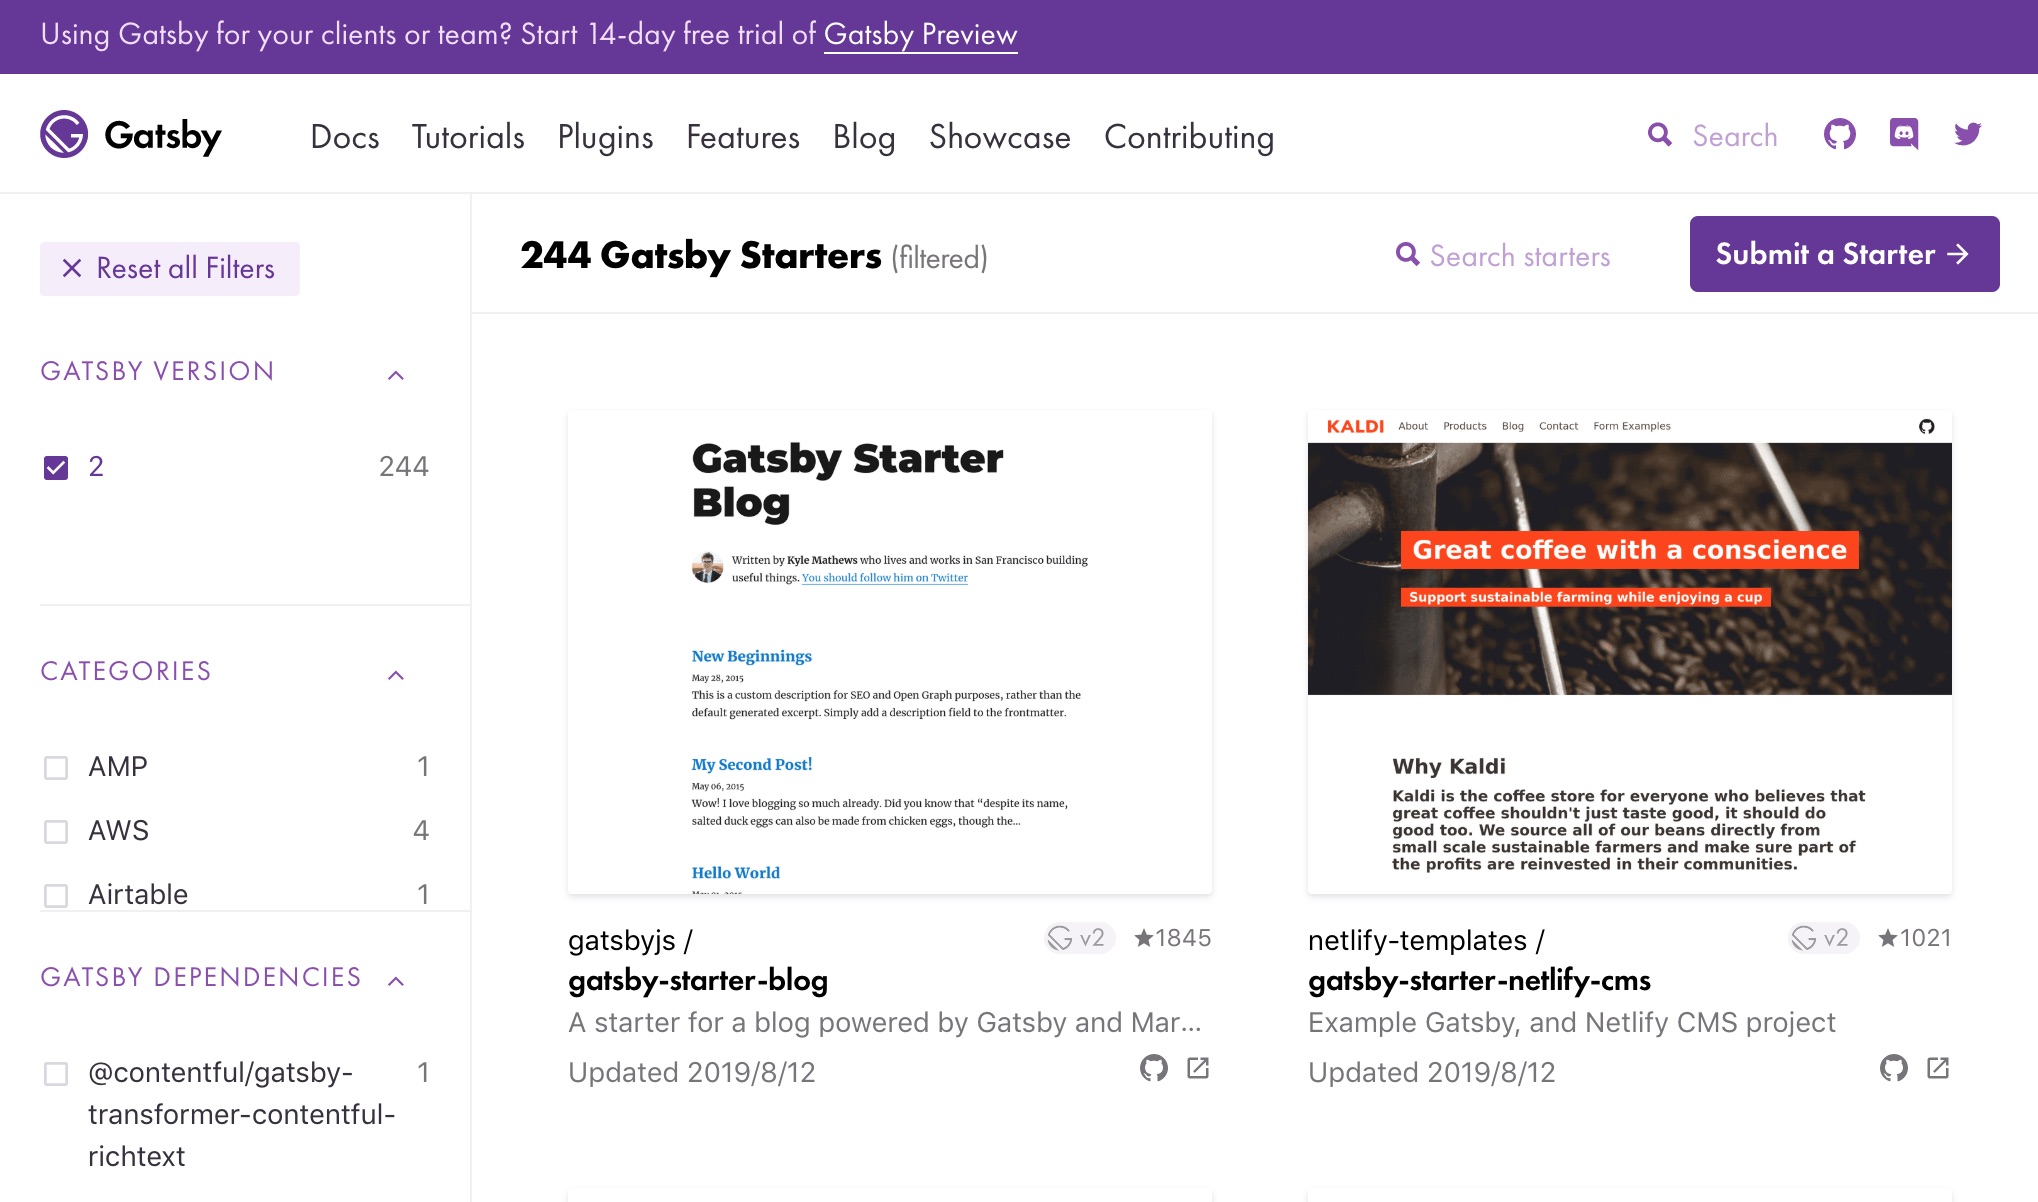 Using Gatsby for your clients or team? Start 14-day free trial of Gatsby Preview
Gatsby
Docs Tutorials Plugins Features Blog Showcase Contributing
Search
Reset all Filters
GATSBY VERSION
2 244
CATEGORIES
AMP 1
AWS 4
Airtable 1
GATSBY DEPENDENCIES
@contentful/gatsby- 1
transformer-contentful-
richtext
244 Gatsby Starters (filtered)
Search starters
Submit a Starter →
Gatsby Starter
Blog
Written by Kyle Mathews who lives and works in San Francisco building
useful things. You should follow him on Twitter
New Beginnings
May 28, 2015
This is a custom description for SEO and Open Graph purposes, rather than the
default generated excerpt. Simply add a description field to the frontmatter.
My Second Post!
May 06, 2015
Wow! I love blogging so much already. Did you know that “despite its name,
salted duck eggs can also be made from chicken eggs, though the...
Hello World
gatsbyjs / v2 ★1845
gatsby-starter-blog
A starter for a blog powered by Gatsby and Mar...
Updated 2019/8/12
KALDI About Products Blog Contact Form Examples
Great coffee with a conscience
Support sustainable farming while enjoying a cup
Why Kaldi
Kaldi is the coffee store for everyone who believes that
great coffee shouldn't just taste good, it should do
good too. We source all of our beans directly from
small scale sustainable farmers and make sure part of
the profits are reinvested in their communities.
netlify-templates / v2 ★1021
gatsby-starter-netlify-cms
Example Gatsby, and Netlify CMS project
Updated 2019/8/12